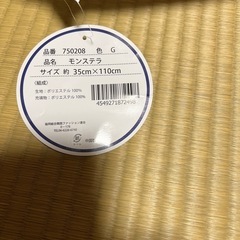 品番 750208 色 G
品名 モンステラ
サイズ 約 35cm×110cm
(組成)
生地：ポリエステル 100%
充填物：ポリエステル 100%
4549271872498